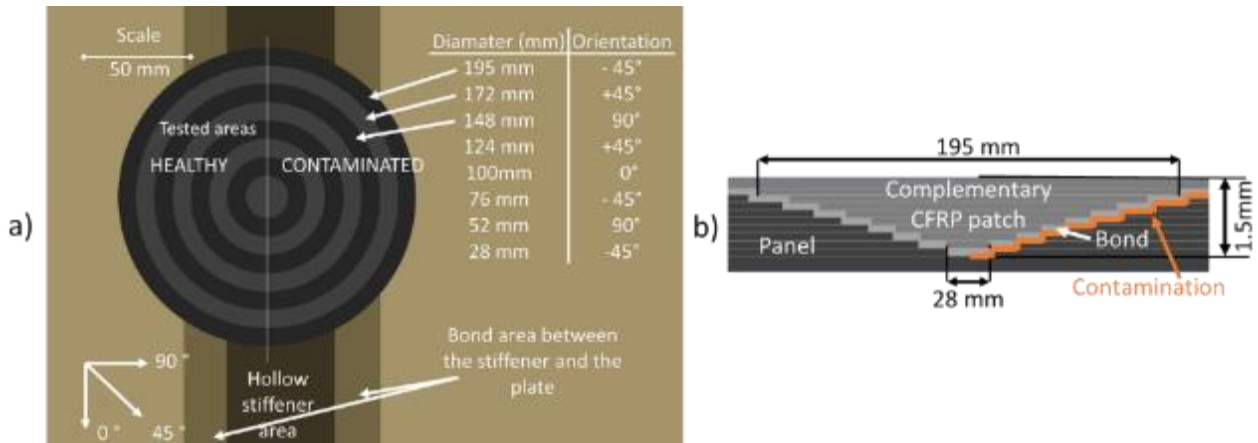 a)
Scale
50 mm
Tested areas
HEALTHY CONTAMINATED
Diamater (mm) Orientation
195 mm - 45°
172 mm +45°
148 mm 90°
124 mm +45°
100mm 0°
76 mm - 45°
52 mm 90°
28 mm -45°
Bond area between
the stiffener and the
plate
Hollow
stiffener
area
90 °
0 ° 45 °
b)
195 mm
Complementary
CFRP patch
Panel
Bond
1.5mm
28 mm
Contamination